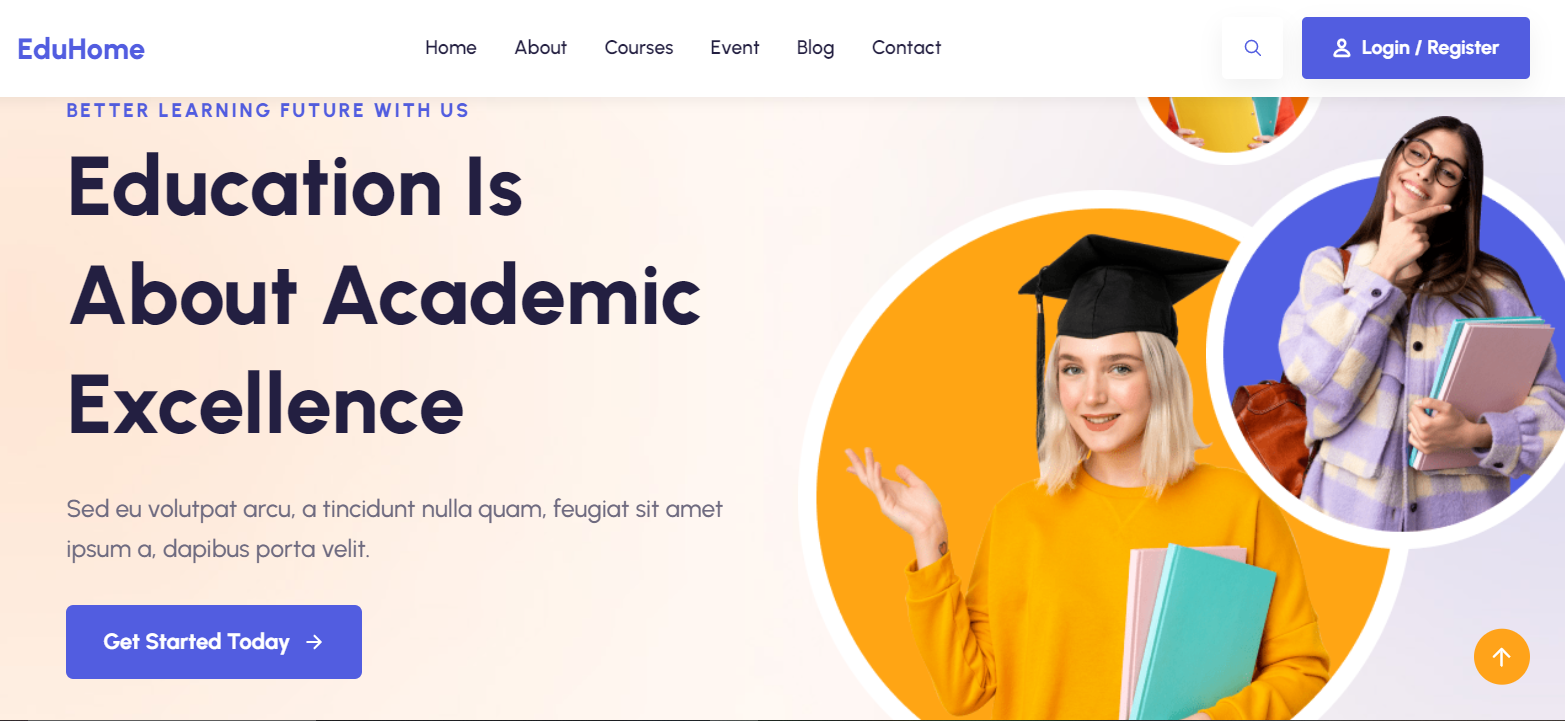 EduHome
Home About Courses Event Blog Contact
Login / Register
BETTER LEARNING FUTURE WITH US
Education Is
About Academic
Excellence
Sed eu volutpat arcu, a tincidunt nulla quam, feugiat sit amet
ipsum a, dapibus porta velit.
Get Started Today